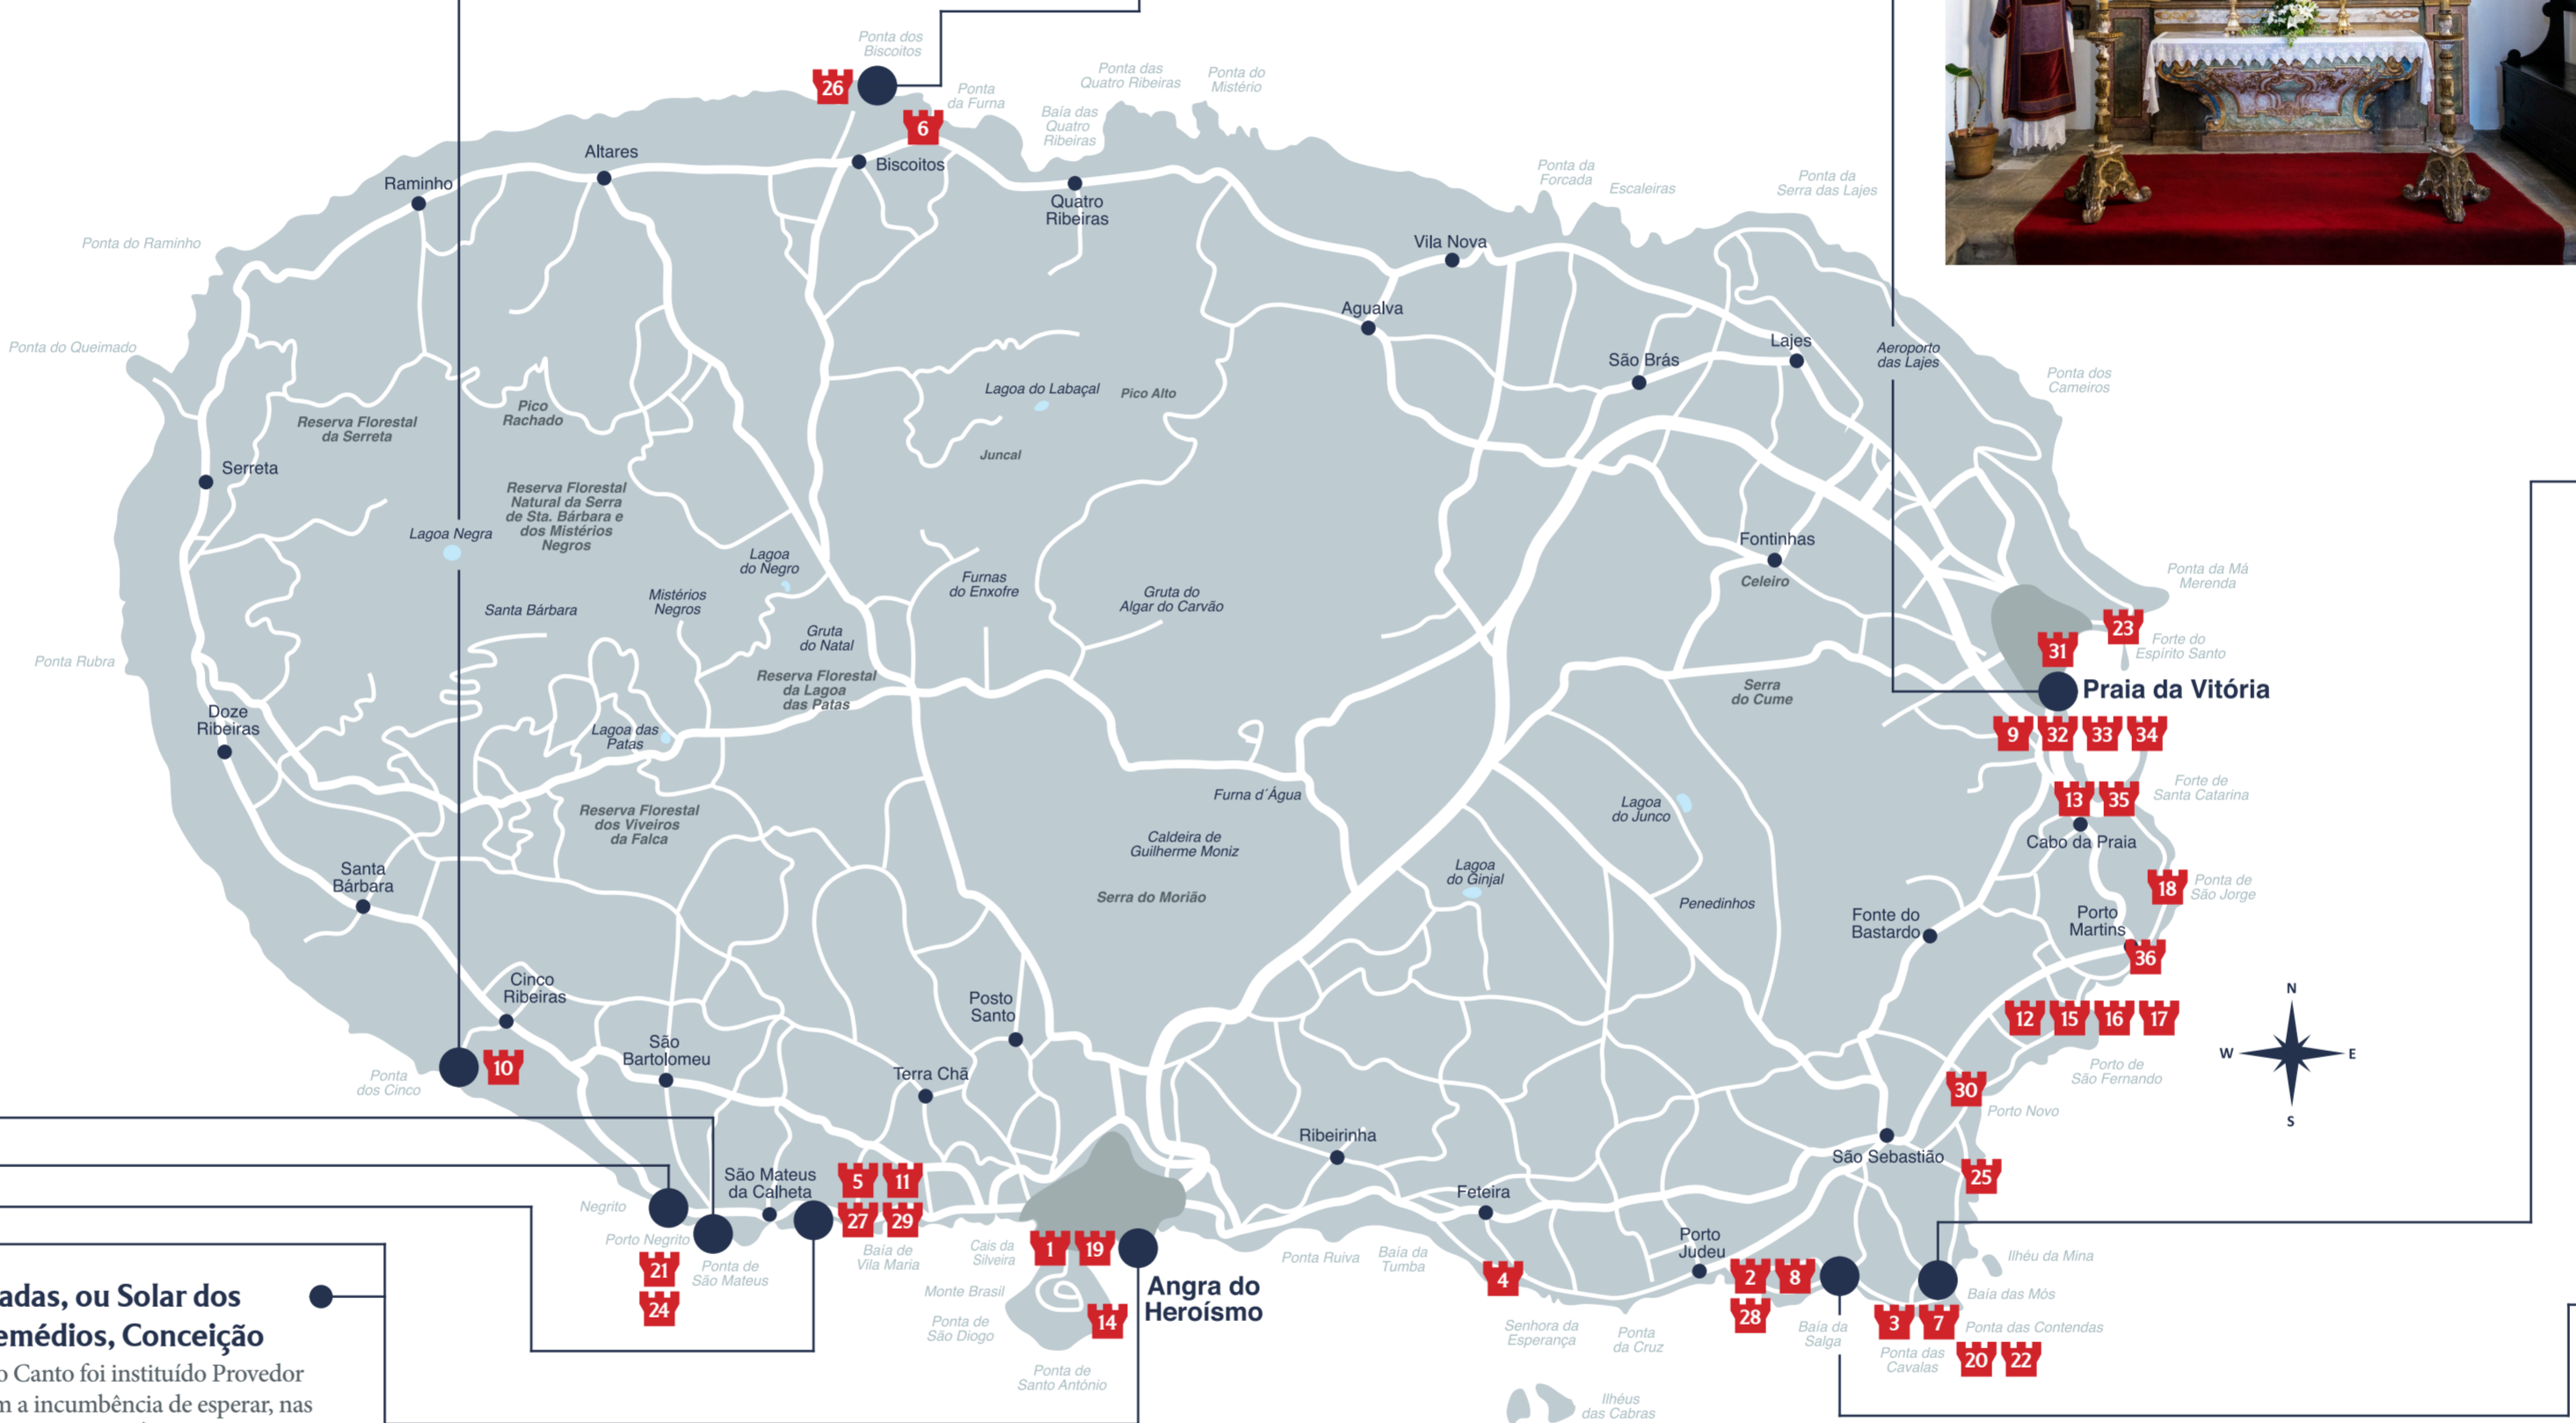 Ponta dos
Biscoitos
26
6
Ponta
da Furna
Ponta das
Quatro Ribeiras
Ponta do
Mistério
Baía das
Quatro
Ribeiras
Altares
Biscoitos
Raminho
Quatro
Ribeiras
Ponta da
Forcada
Escaleiras
Ponta da
Serra das Lajes
Ponta do Raminho
Vila Nova
Agualva
Lajes
São Brás
Aeroporto
das Lajes
Ponta do Queimado
Ponta dos
Cameiros
Lagoa do Labaçal
Pico Alto
Pico
Rachado
Reserva Florestal
da Serreta
Juncal
Serreta
Reserva Florestal
Natural da Serra
de Sta. Bárbara e
dos Mistérios
Negros
Lagoa Negra
Lagoa
do Negro
Fontinhas
Celeiro
Furnas
do Enxofre
Gruta do
Algar do Carvão
Mistérios
Negros
Santa Bárbara
Ponta da Má
Merenda
23
Forte do
Espírito Santo
31
Gruta
do Natal
Ponta Rubra
Reserva Florestal
da Lagoa
das Patas
Serra
do Cume
Praia da Vitória
Doze
Ribeiras
Lagoa das
Patas
9
32
33
34
Furna d´Água
Lagoa
do Junco
13
35
Forte de
Santa Catarina
Reserva Florestal
dos Viveiros
da Falca
Caldeira de
Guilherme Moniz
Cabo da Praia
Santa
Bárbara
Serra do Morião
Lagoa
do Ginjal
Penedinhos
18
Ponta de
São Jorge
Fonte do
Bastardo
Porto
Martins
36
Cinco
Ribeiras
Posto
Santo
N
W
E
S
12
15
16
17
São
Bartolomeu
Terra Chã
10
Ponta
dos Cinco
Porto de
São Fernando
30
Porto Novo
Ribeirinha
São Sebastião
25
São Mateus
da Calheta
5
11
27
29
Feteira
Negrito
Porto Negrito
21
24
Ponta de
São Mateus
Baía de
Vila Maria
Cais da
Silveira
1
19
Ponta Ruiva
Baía da
Tumba
4
Porto
Judeu
2
8
28
Ilhéu da Mina
Baía das Mós
Monte Brasil
Ponta de
São Diogo
14
Angra do
Heroísmo
Senhora da
Esperança
Ponta
da Cruz
Baía da
Salga
3
7
Ponta das Contendas
Ponta das
Cavalas
20
22
Ponta de
Santo António
Ilhéus
das Cabras
adas, ou Solar dos
emédios, Conceição
o Canto foi instituído Provedor
m a incumbência de esperar, nas